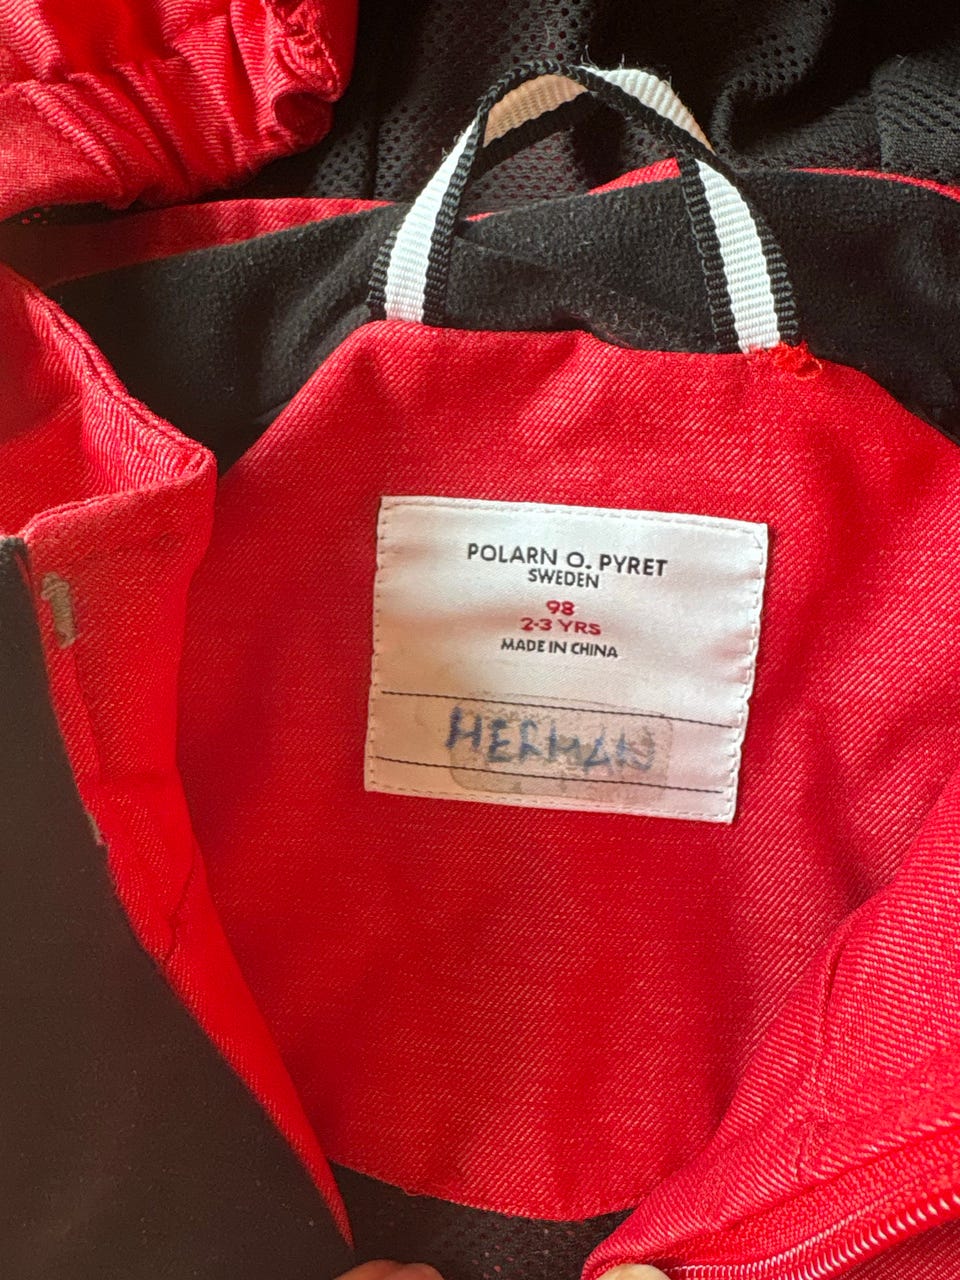 POLARN O. PYRET
SWEDEN
98
2-3 YRS
MADE IN CHINA
HERMAN